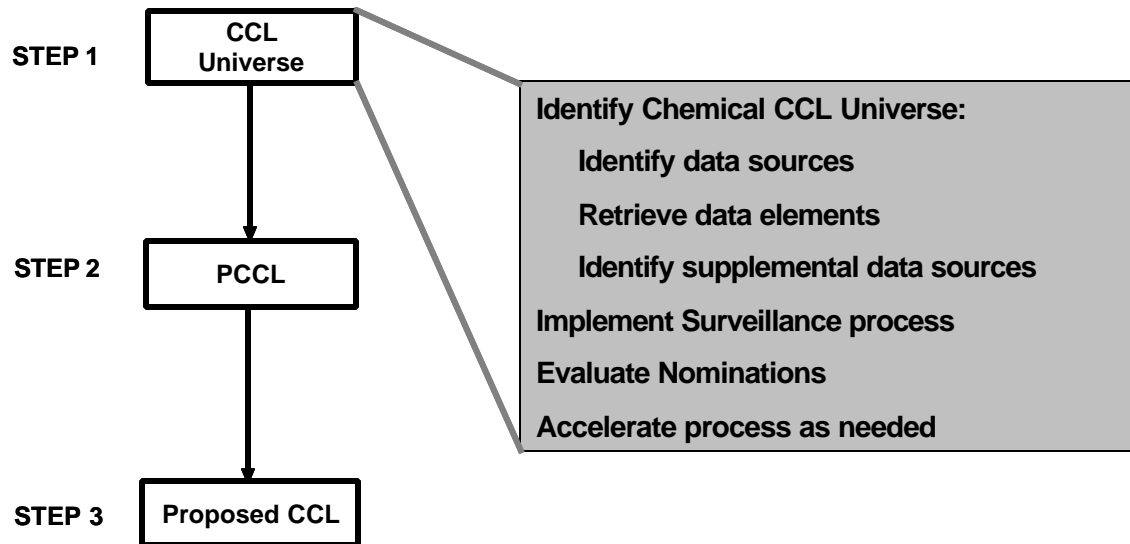 STEP 1
CCL
Universe
Identify Chemical CCL Universe:
Identify data sources
Retrieve data elements
Identify supplemental data sources
Implement Surveillance process
Evaluate Nominations
Accelerate process as needed
STEP 2
PCCL
STEP 3
Proposed CCL